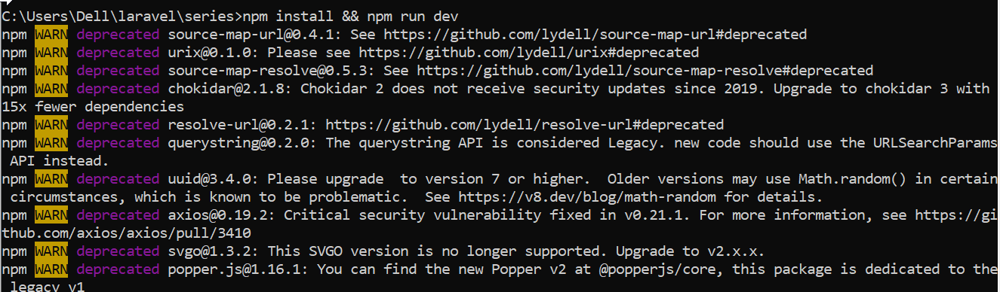 C:\Users\Dell\laravel\series>npm install && npm run dev
npm WARN deprecated source-map-url@0.4.1: See https://github.com/lydell/source-map-url#deprecated
npm WARN deprecated urix@0.1.0: Please see https://github.com/lydell/urix#deprecated
npm WARN deprecated source-map-resolve@0.5.3: See https://github.com/lydell/source-map-resolve#deprecated
npm WARN deprecated chokidar@2.1.8: Chokidar 2 does not receive security updates since 2019. Upgrade to chokidar 3 with
15x fewer dependencies
npm WARN deprecated resolve-url@0.2.1: https://github.com/lydell/resolve-url#deprecated
npm WARN deprecated querystring@0.2.0: The querystring API is considered Legacy. new code should use the URLSearchParams
 API instead.
npm WARN deprecated uuid@3.4.0: Please upgrade  to version 7 or higher.  Older versions may use Math.random() in certain
 circumstances, which is known to be problematic.  See https://v8.dev/blog/math-random for details.
npm WARN deprecated axios@0.19.2: Critical security vulnerability fixed in v0.21.1. For more information, see https://gi
thub.com/axios/axios/pull/3410
npm WARN deprecated svgo@1.3.2: This SVGO version is no longer supported. Upgrade to v2.x.x.
npm WARN deprecated popper.js@1.16.1: You can find the new Popper v2 at @popperjs/core, this package is dedicated to the
 legacy v1